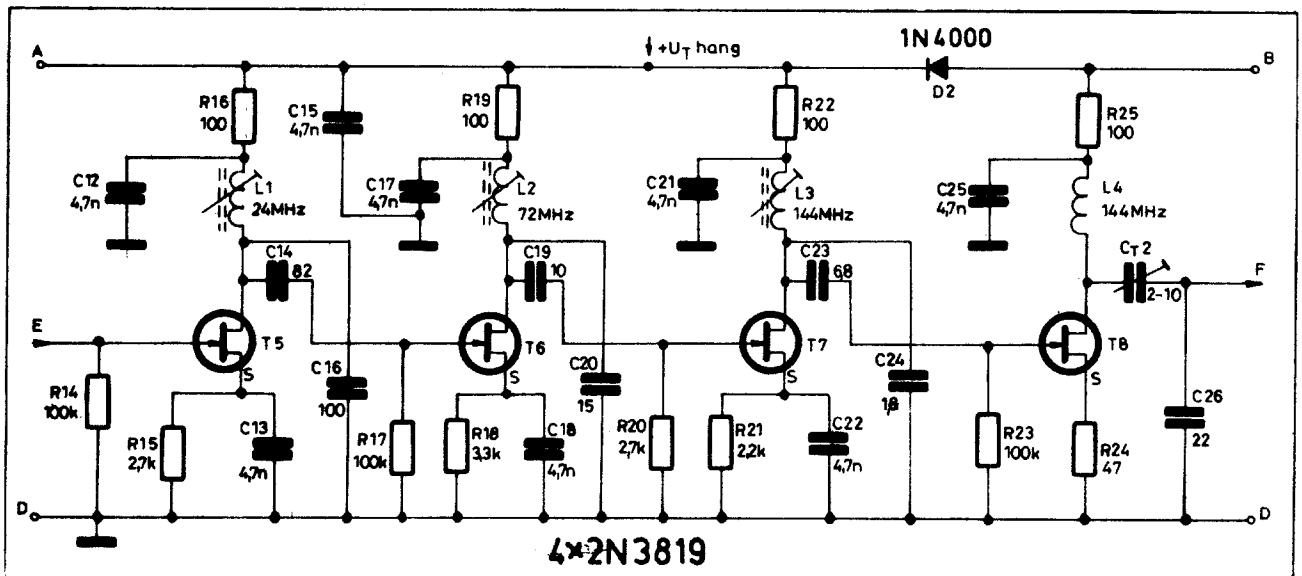 1N4000
A
+UT hang
D2
B
R16
100
C15
4,7n
R19
100
R22
100
R25
100
C12
4,7n
L1
24MHz
C17
4,7n
L2
72MHz
C21
4,7n
L3
144MHz
C25
4,7n
L4
144MHz
C14
82
C19
10
C23
68
CT2
2-10
F
E
T5
T6
T7
T8
S
S
S
S
R14
100k
R15
2,7k
C13
4,7n
C16
100
R17
100k
R18
3,3k
C18
4,7n
C20
15
R20
2,7k
R21
2,2k
C22
4,7n
C24
1,8
R23
100k
R24
47
C26
22
D
D
4×2N3819